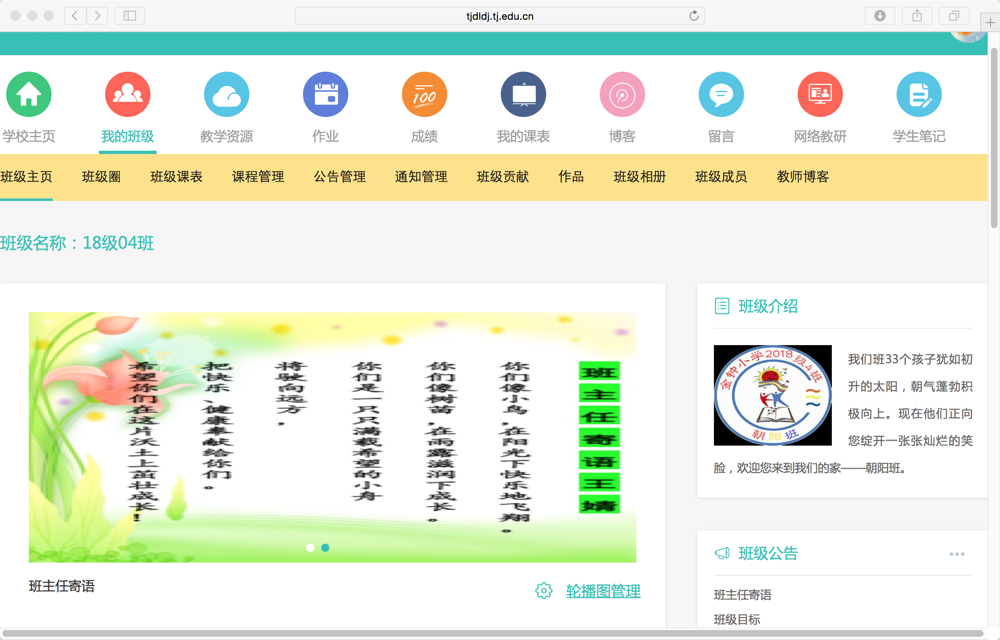 tjdldj.tj.edu.cn
学校主页
我的班级
教学资源
作业
100
成绩
我的课表
博客
留言
网络教研
学生笔记
班级主页
班级圈
班级课表
课程管理
公告管理
通知管理
班级贡献
作品
班级相册
班级成员
教师博客
班级名称：18级04班
班主任寄语王婧
你们像小鸟,在阳光下快乐地飞翔。
你们像树苗,在雨露滋润下成长。
你们是一只只满载希望的小舟
将驶向远方,
把快乐、健康奉献给你们。
希望你们在这片沃土上茁壮成长!
班主任寄语
轮播图管理
班级介绍
金钟小学2018级4班
朝阳班
我们班33个孩子犹如初
升的太阳，朝气蓬勃积
极向上。现在他们正向
您绽开一张张灿烂的笑
脸，欢迎您来到我们的家——朝阳班。
班级公告
班主任寄语
班级目标